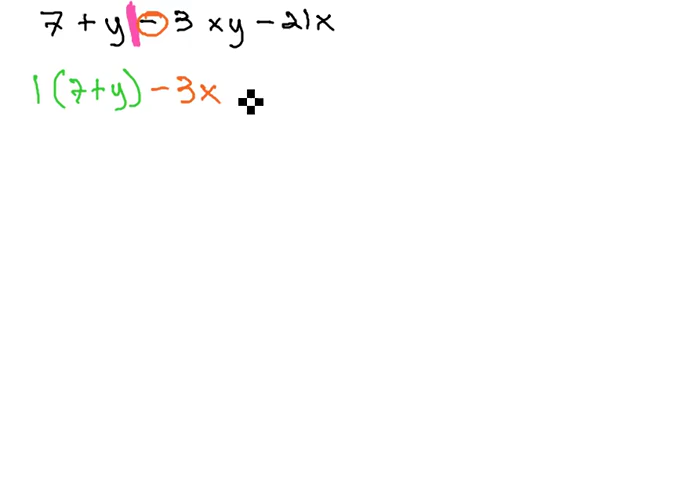 7 + y - 3xy - 21x
1(7+y) - 3x